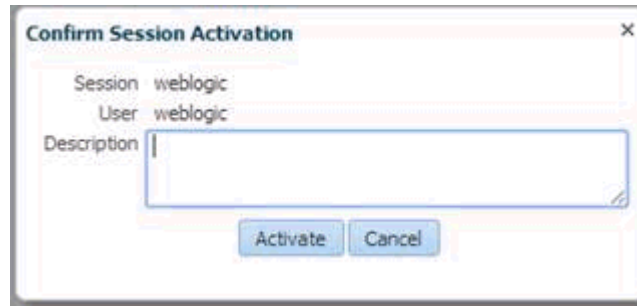 Confirm Session Activation
Session weblogic
User weblogic
Description
Activate Cancel